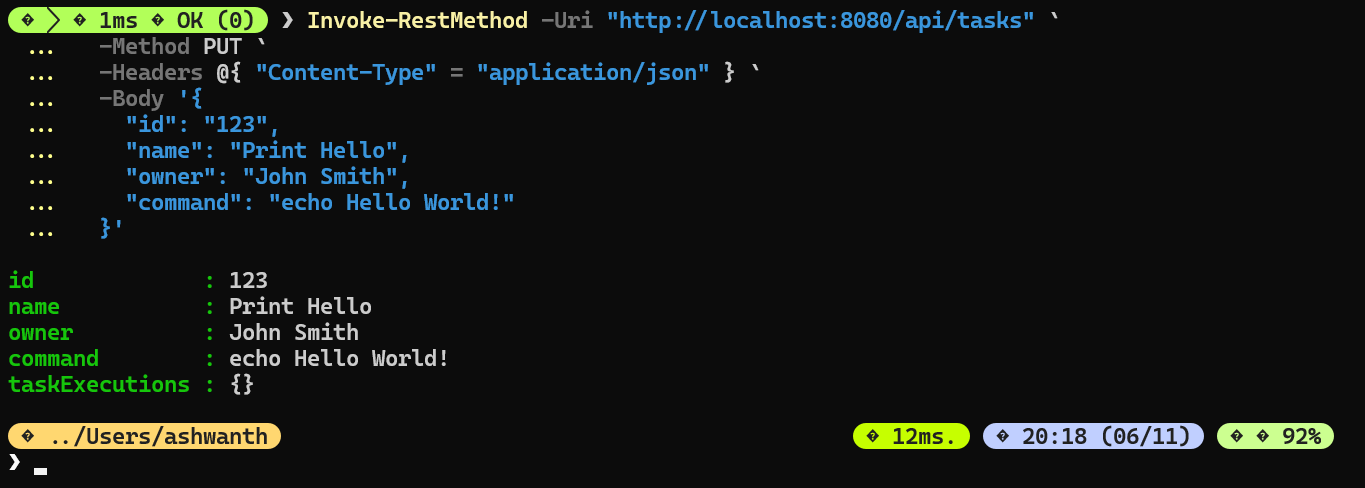 � � 1ms � OK (0) ❯ Invoke-RestMethod -Uri "http://localhost:8080/api/tasks" `
... -Method PUT `
... -Headers @{ "Content-Type" = "application/json" } `
... -Body '{
... "id": "123",
... "name": "Print Hello",
... "owner": "John Smith",
... "command": "echo Hello World!"
... }'
id : 123
name : Print Hello
owner : John Smith
command : echo Hello World!
taskExecutions : {}
� ../Users/ashwanth � 12ms. � 20:18 (06/11) � � 92%
❯